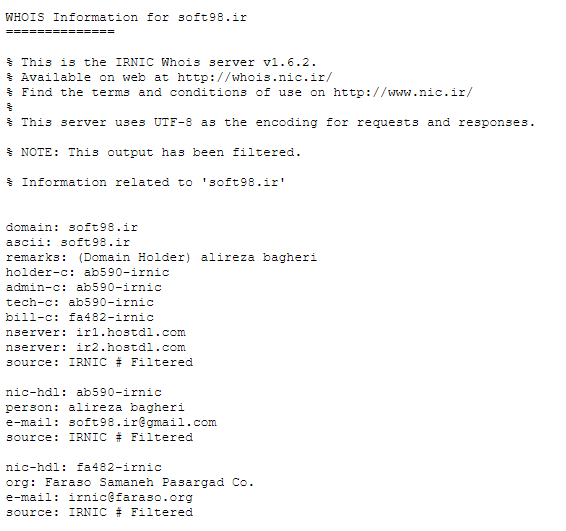 WHOIS Information for soft98.ir
==============
% This is the IRNIC Whois server v1.6.2.
% Available on web at http://whois.nic.ir/
% Find the terms and conditions of use on http://www.nic.ir/
%
% This server uses UTF-8 as the encoding for requests and responses.
% NOTE: This output has been filtered.
% Information related to 'soft98.ir'
domain: soft98.ir
ascii: soft98.ir
remarks: (Domain Holder) alireza bagheri
holder-c: ab590-irnic
admin-c: ab590-irnic
tech-c: ab590-irnic
bill-c: fa482-irnic
nserver: ir1.hostdl.com
nserver: ir2.hostdl.com
source: IRNIC # Filtered
nic-hdl: ab590-irnic
person: alireza bagheri
e-mail: soft98.ir@gmail.com
source: IRNIC # Filtered
nic-hdl: fa482-irnic
org: Faraso Samaneh Pasargad Co.
e-mail: irnic@faraso.org
source: IRNIC # Filtered